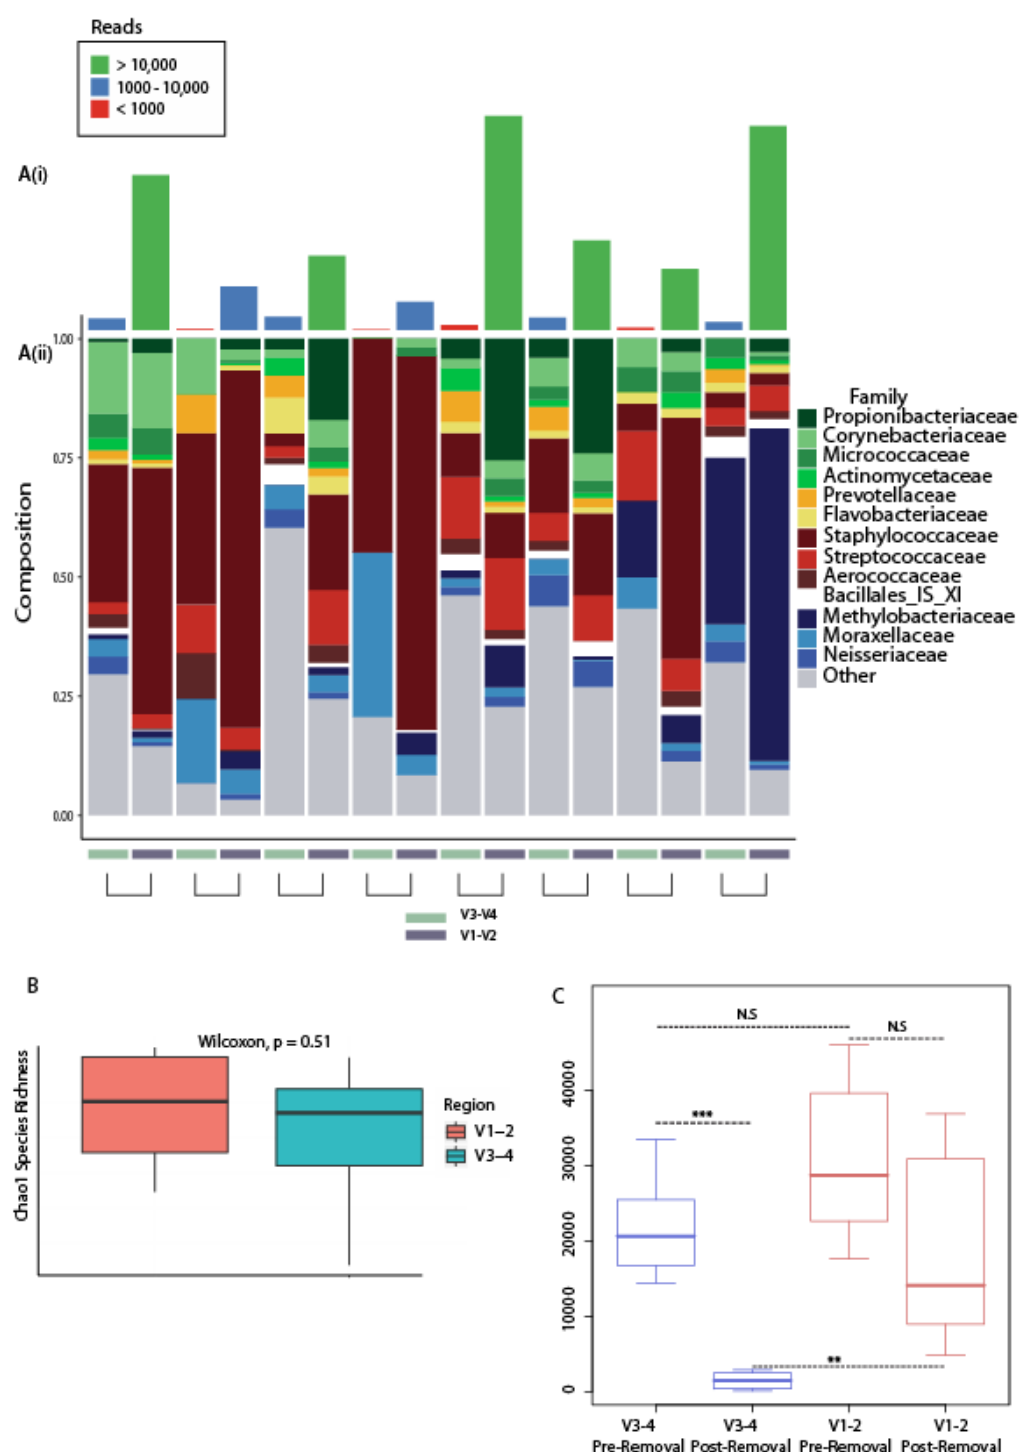 Reads
> 10,000
1000 - 10,000
< 1000
A(i)
A(ii)
1.00
0.75
0.50
0.25
0.00
Composition
Family
Propionibacteriaceae
Corynebacteriaceae
Micrococcaceae
Actinomycetaceae
Prevotellaceae
Flavobacteriaceae
Staphylococcaceae
Streptococcaceae
Aerococcaceae
Bacillales_IS_XI
Methylobacteriaceae
Moraxellaceae
Neisseriaceae
Other
V3-V4
V1-V2
B
Wilcoxon, p = 0.51
Chao1 Species Richness
Region
V1-2
V3-4
C
N.S
N.S
***
**
40000
30000
20000
10000
0
V3-4 V3-4 V1-2 V1-2
Pre-Removal Post-Removal Pre-Removal Post-Removal